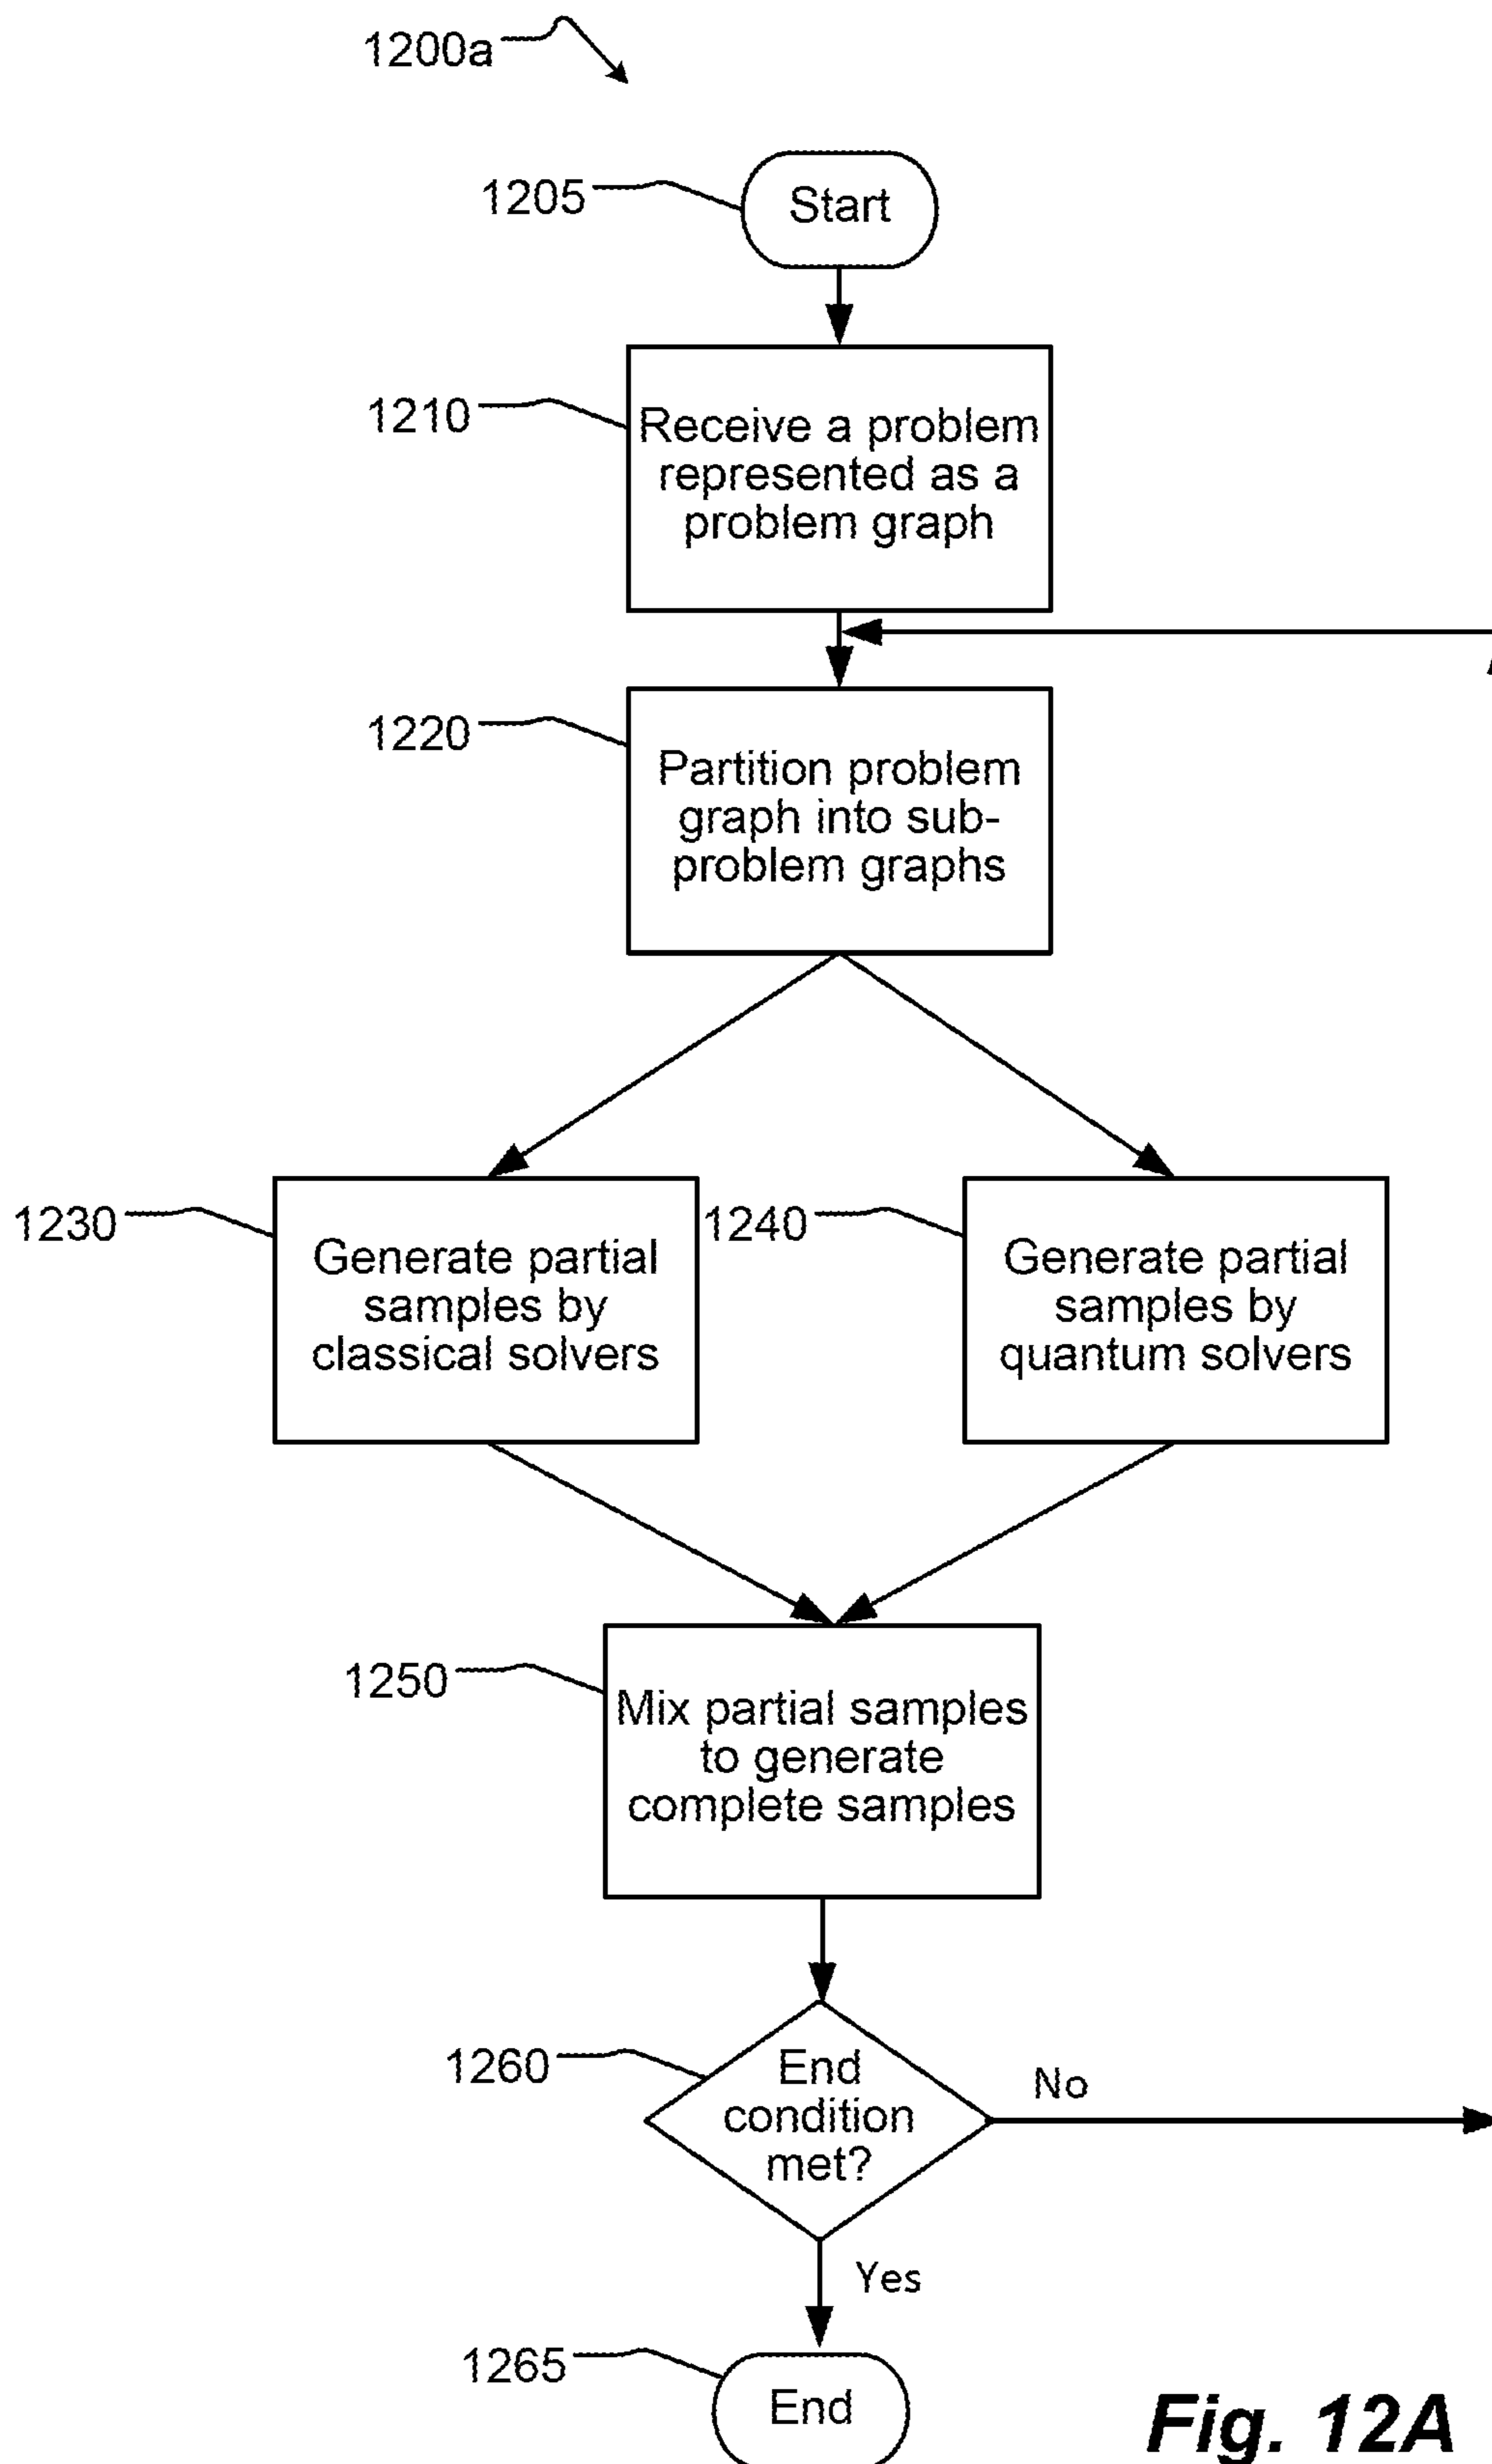 1200a
1205
Start
1210
Receive a problem
represented as a
problem graph
1220
Partition problem
graph into sub-
problem graphs
1230
Generate partial
samples by
classical solvers
1240
Generate partial
samples by
quantum solvers
1250
Mix partial samples
to generate
complete samples
1260
End
condition
met?
No
Yes
1265
End
Fig. 12A